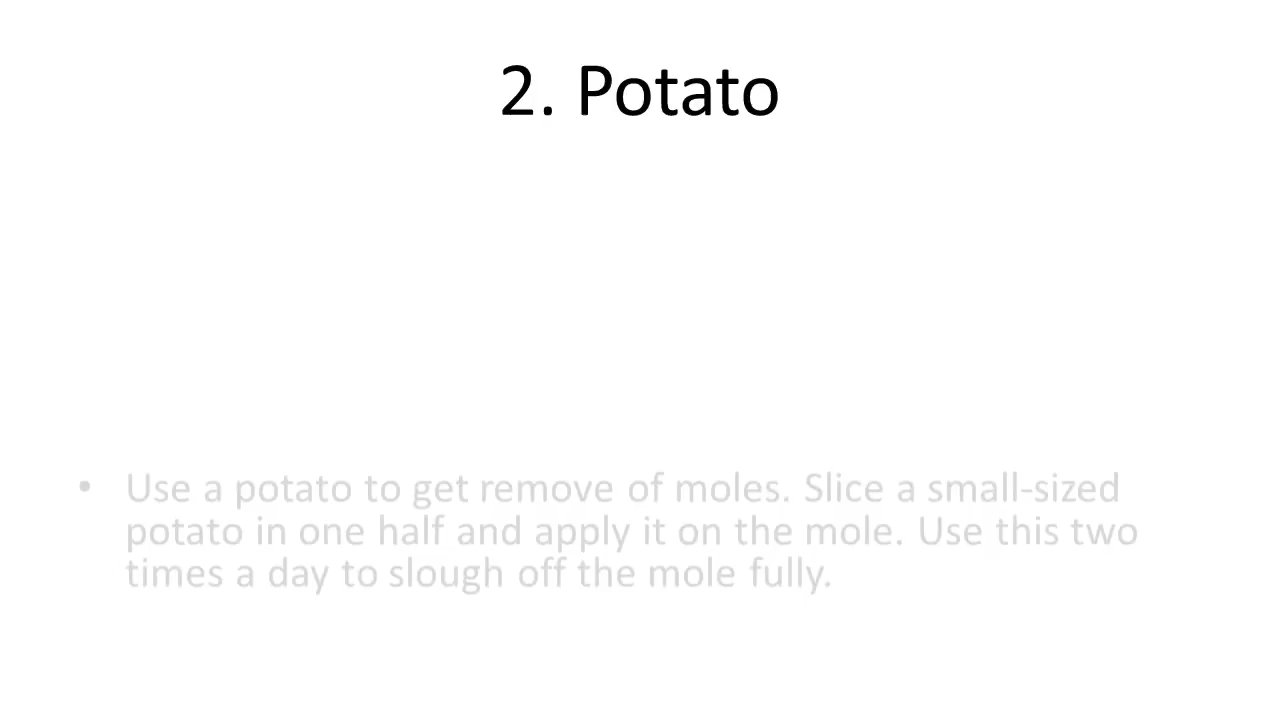 2. Potato
• Use a potato to get remove of moles. Slice a small-sized
potato in one half and apply it on the mole. Use this two
times a day to slough off the mole fully.